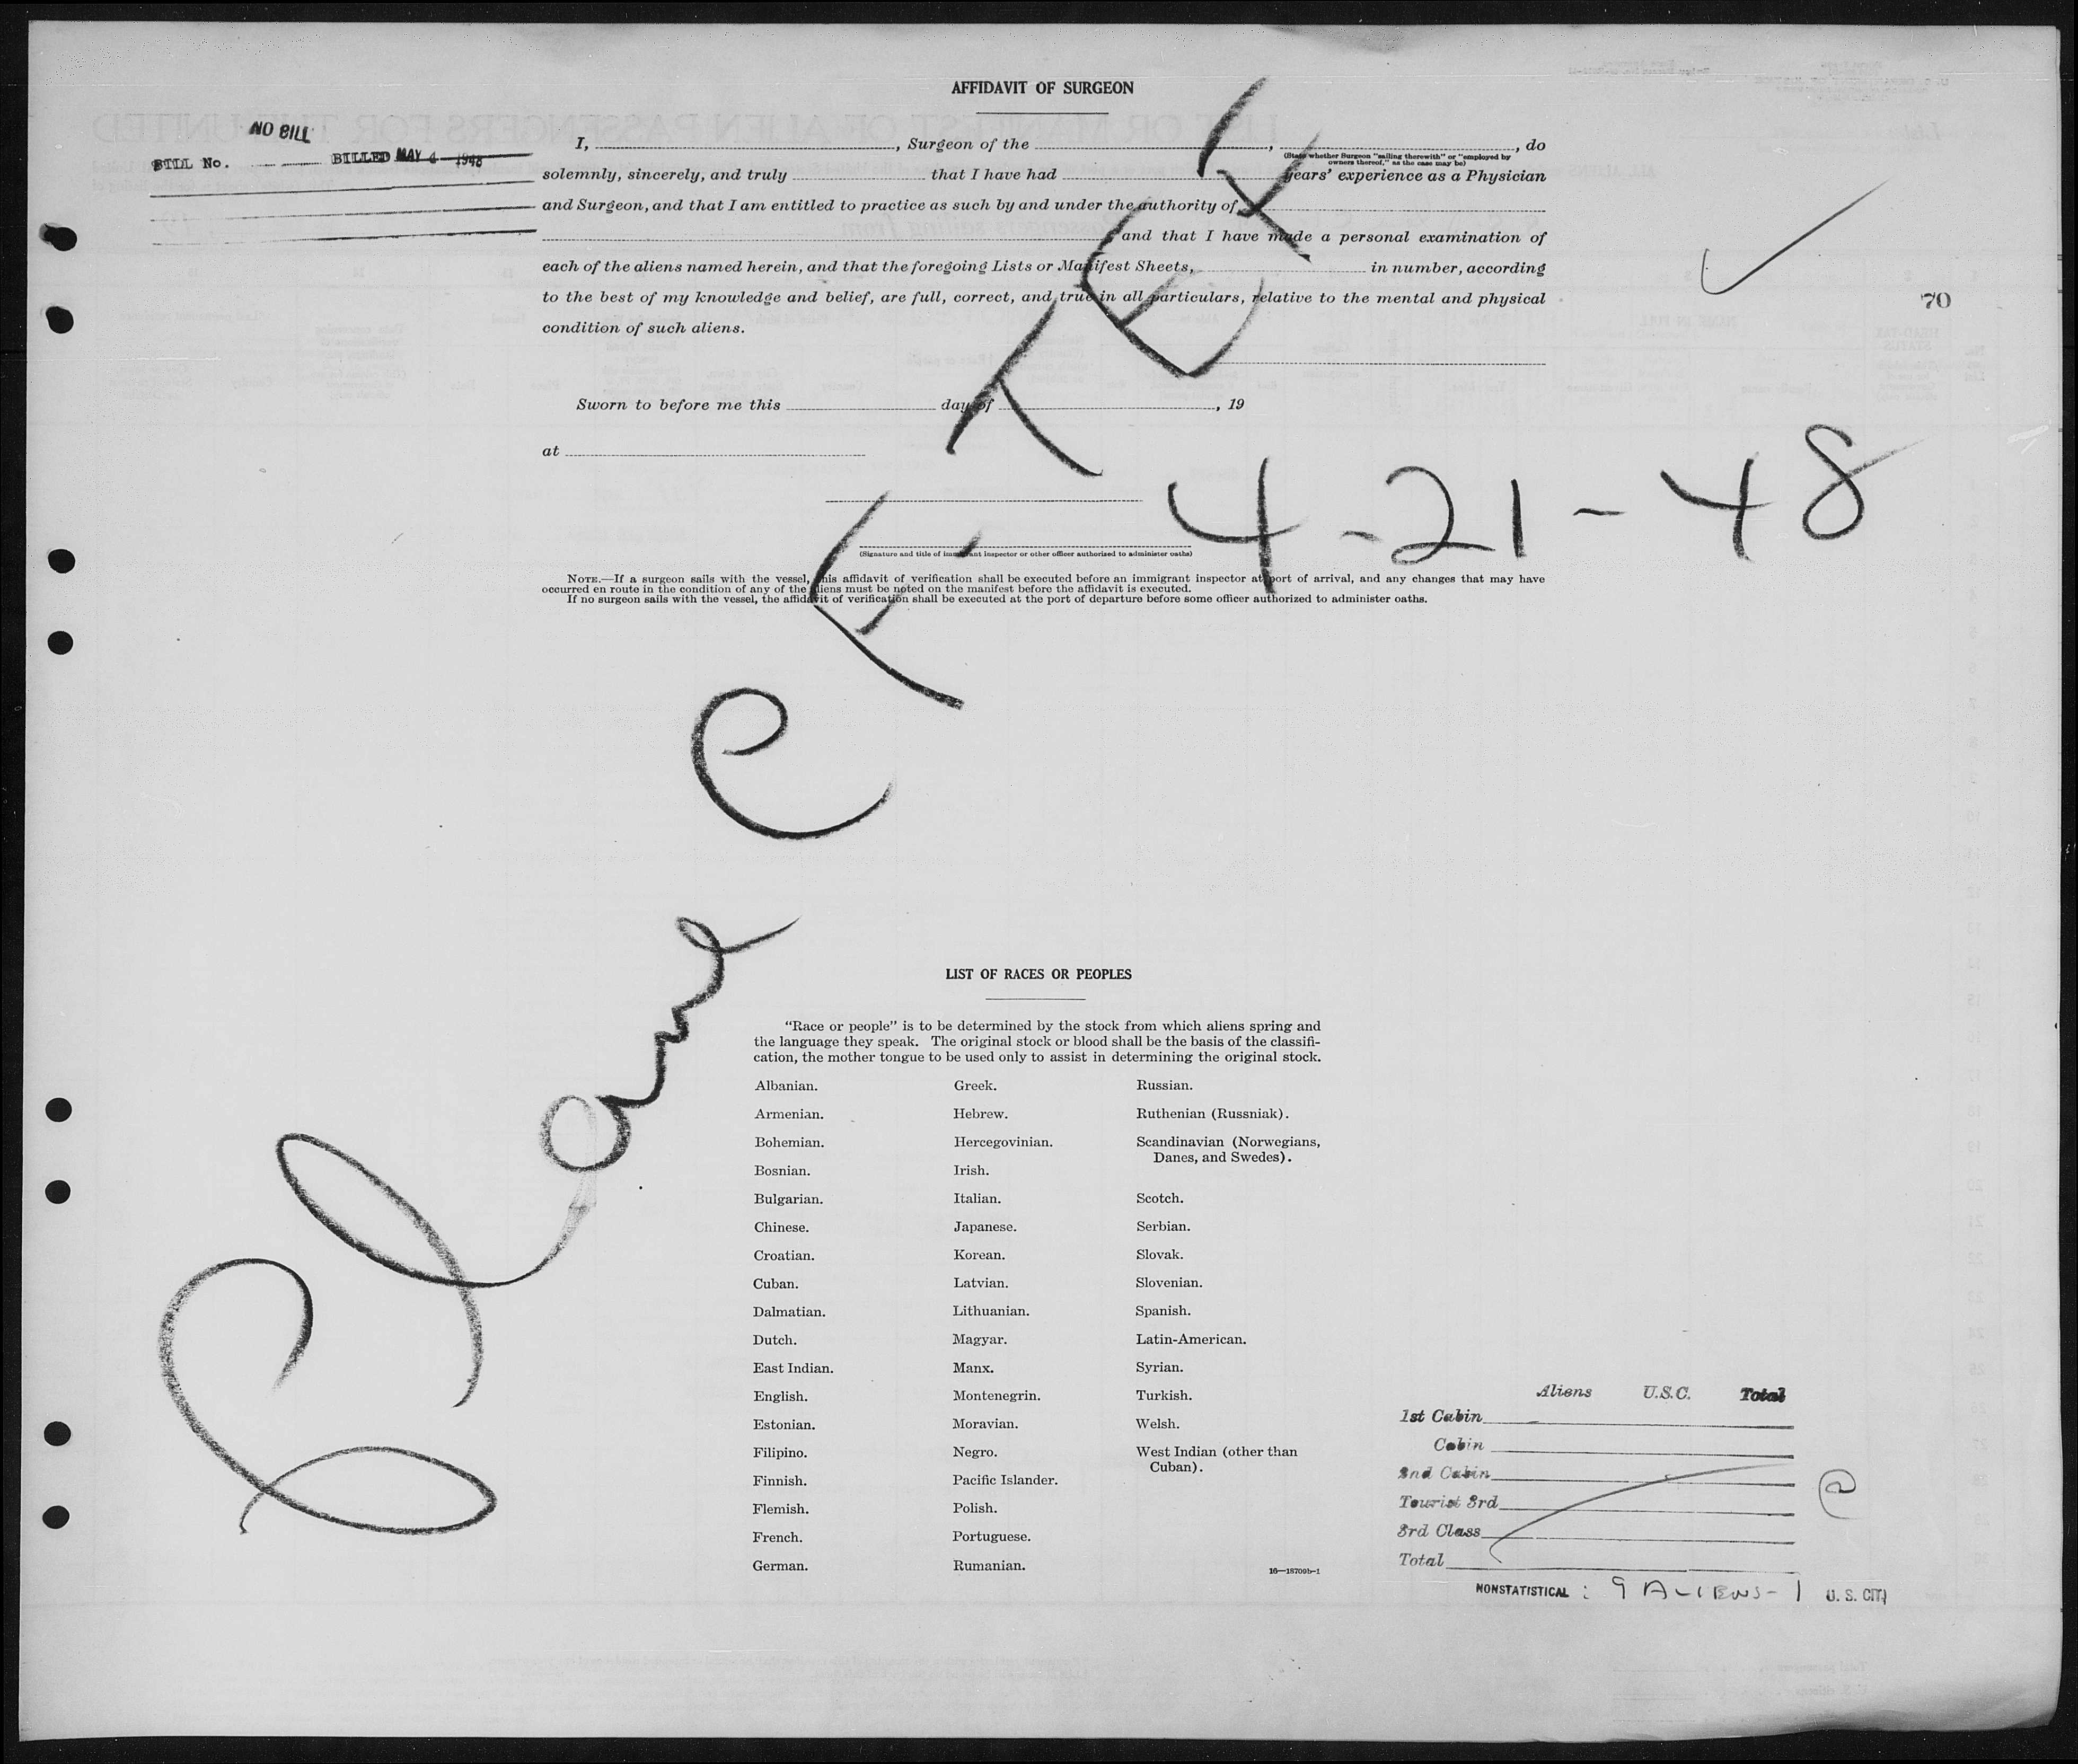 AFFIDAVIT OF SURGEON
NO BILL
BILL No. BILLED MAY 4 1948
I, , Surgeon of the , , do
(State whether Surgeon "sailing therewith" or "employed by
owners thereof," as the case may be)
solemnly, sincerely, and truly that I have had years' experience as a Physician
and Surgeon, and that I am entitled to practice as such by and under the authority of
and that I have made a personal examination of
each of the aliens named herein, and that the foregoing Lists or Manifest Sheets, in number, according
to the best of my knowledge and belief, are full, correct, and true in all particulars, relative to the mental and physical
condition of such aliens.
70
Sworn to before me this day of , 19
at
4-21-48
(Signature and title of immigrant inspector or other officer authorized to administer oaths)
NOTE.—If a surgeon sails with the vessel, this affidavit of verification shall be executed before an immigrant inspector at port of arrival, and any changes that may have
occurred en route in the condition of any of the aliens must be noted on the manifest before the affidavit is executed.
If no surgeon sails with the vessel, the affidavit of verification shall be executed at the port of departure before some officer authorized to administer oaths.
LIST OF RACES OR PEOPLES
"Race or people" is to be determined by the stock from which aliens spring and
the language they speak. The original stock or blood shall be the basis of the classifi-
cation, the mother tongue to be used only to assist in determining the original stock.
Albanian.
Armenian.
Bohemian.
Bosnian.
Bulgarian.
Chinese.
Croatian.
Cuban.
Dalmatian.
Dutch.
East Indian.
English.
Estonian.
Filipino.
Finnish.
Flemish.
French.
German.
Greek.
Hebrew.
Hercegovinian.
Irish.
Italian.
Japanese.
Korean.
Latvian.
Lithuanian.
Magyar.
Manx.
Montenegrin.
Moravian.
Negro.
Pacific Islander.
Polish.
Portuguese.
Rumanian.
Russian.
Ruthenian (Russniak).
Scandinavian (Norwegians,
Danes, and Swedes).
Scotch.
Serbian.
Slovak.
Slovenian.
Spanish.
Latin-American.
Syrian.
Turkish.
Welsh.
West Indian (other than
Cuban).
16—18709b-1
Aliens U.S.C. Total
1st Cabin
Cabin
2nd Cabin
Tourist 3rd
3rd Class
Total
NONSTATISTICAL : 9 ALIENS - 1 U. S. CIT